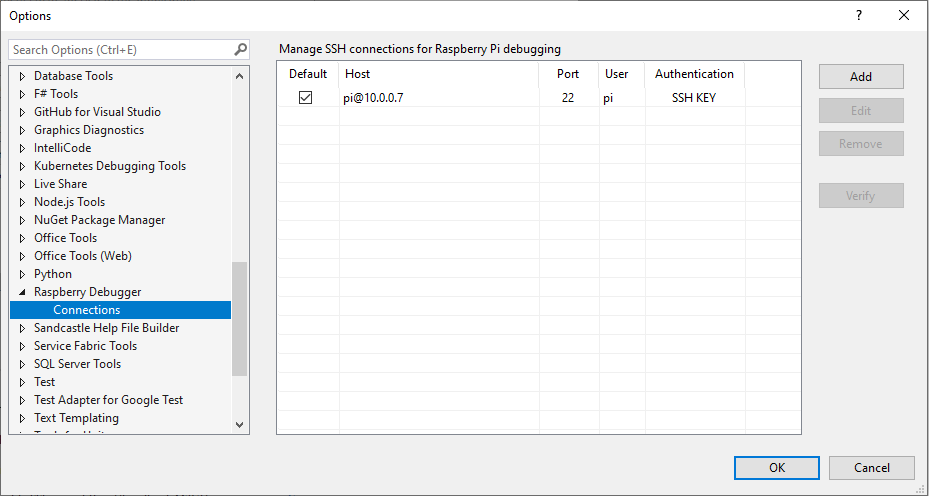 Options
?
Search Options (Ctrl+E)
Database Tools
F# Tools
GitHub for Visual Studio
Graphics Diagnostics
IntelliCode
Kubernetes Debugging Tools
Live Share
Node.js Tools
NuGet Package Manager
Office Tools
Office Tools (Web)
Python
Raspberry Debugger
Connections
Sandcastle Help File Builder
Service Fabric Tools
SQL Server Tools
Test
Test Adapter for Google Test
Text Templating
Manage SSH connections for Raspberry Pi debugging
Default Host Port User Authentication
pi@10.0.0.7 22 pi SSH KEY
Add
Edit
Remove
Verify
OK Cancel